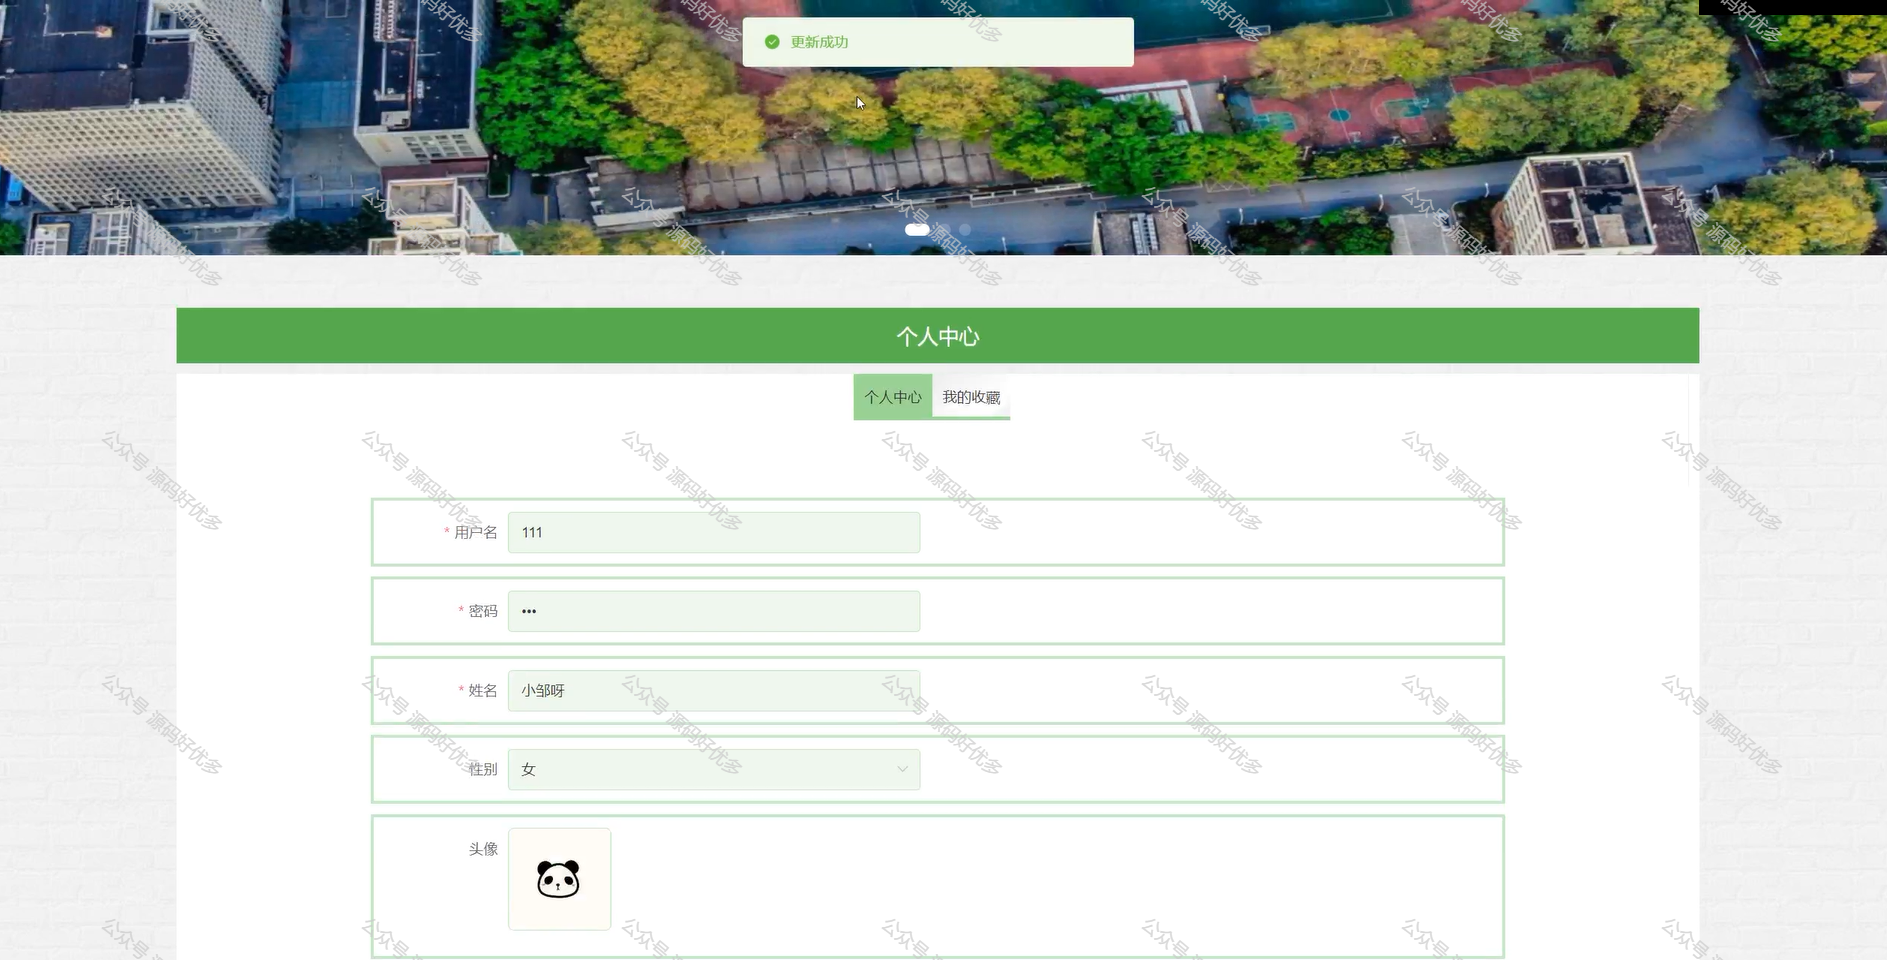 更新成功
个人中心
个人中心 我的收藏
* 用户名 111
* 密码 •••
* 姓名 小邹呀
性别 女
头像
公众号 源码好优多